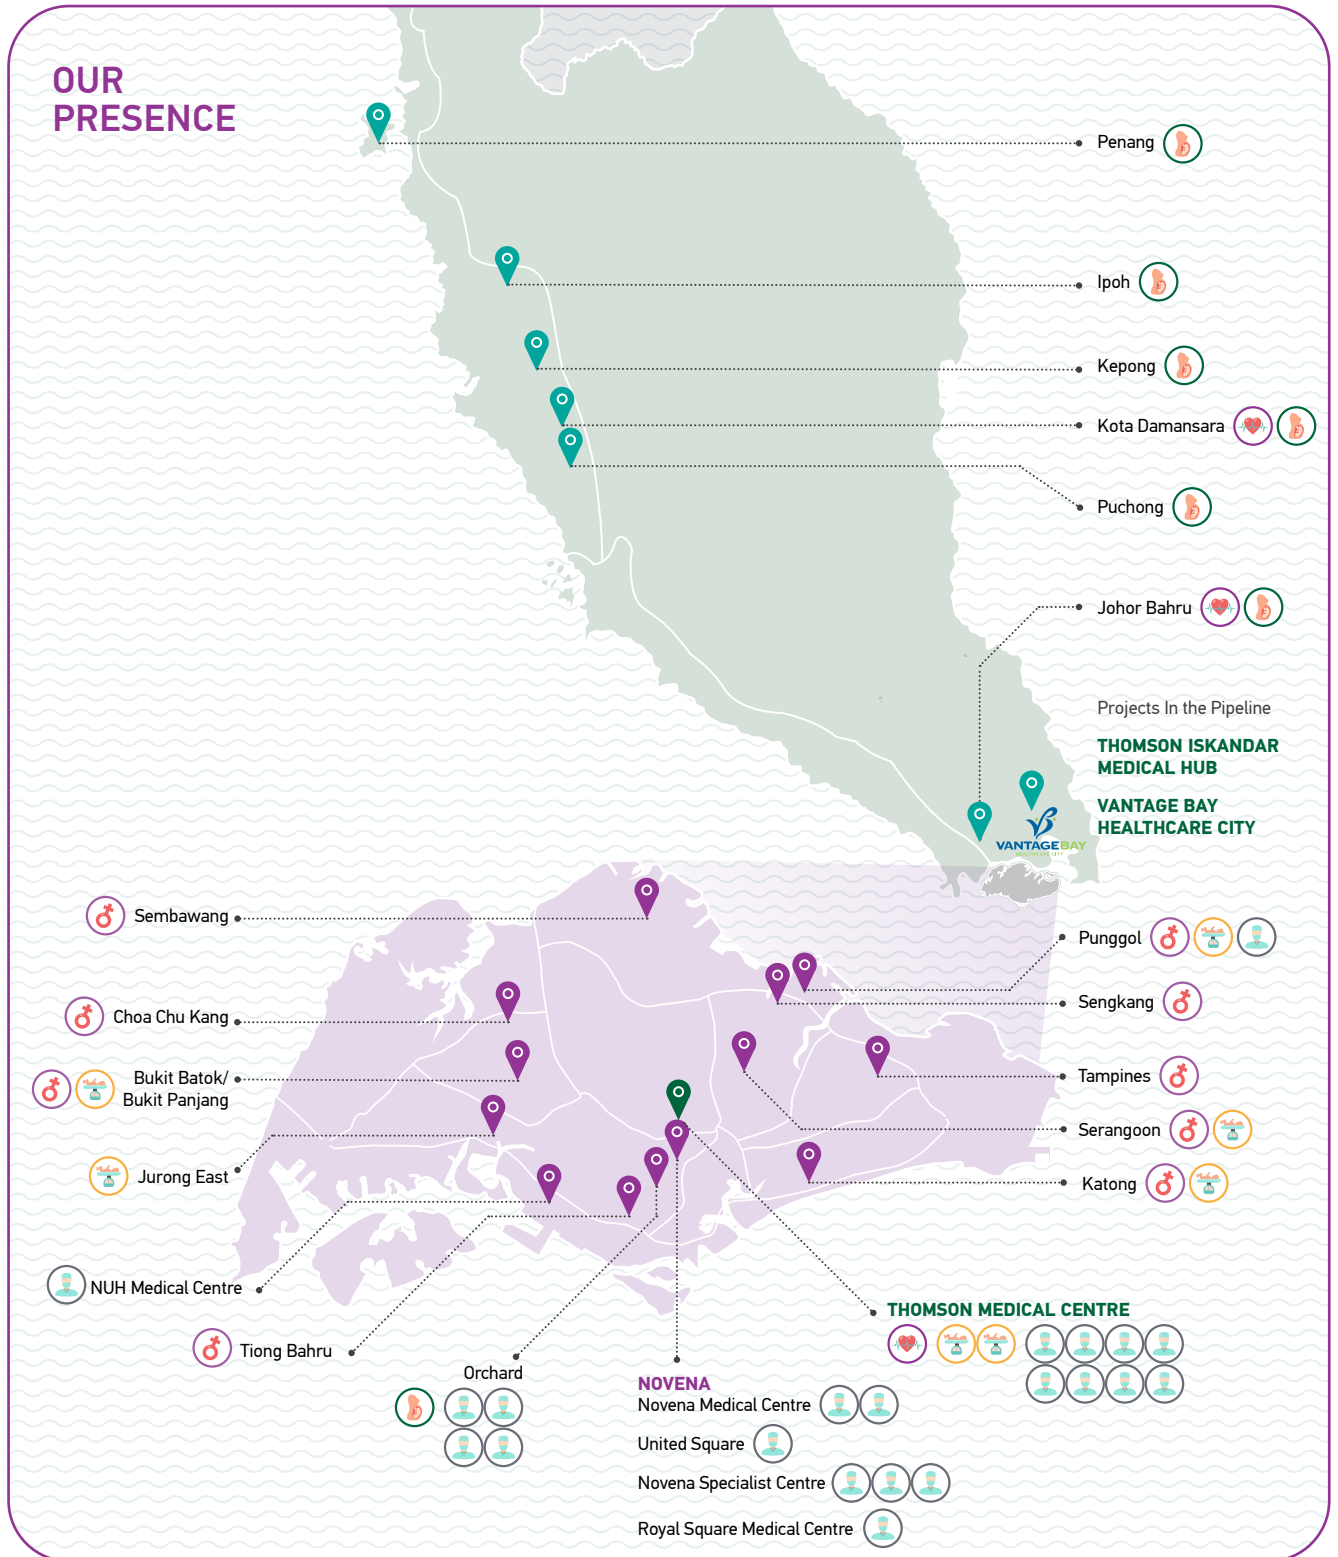 OUR
PRESENCE
Penang
Ipoh
Kepong
Kota Damansara
Puchong
Johor Bahru
Projects In the Pipeline
THOMSON ISKANDAR
MEDICAL HUB
VANTAGE BAY
HEALTHCARE CITY
VANTAGEBAY
HEALTHCARE CITY
Sembawang
Choa Chu Kang
Bukit Batok/
Bukit Panjang
Jurong East
NUH Medical Centre
Tiong Bahru
Orchard
Punggol
Sengkang
Tampines
Serangoon
Katong
THOMSON MEDICAL CENTRE
NOVENA
Novena Medical Centre
United Square
Novena Specialist Centre
Royal Square Medical Centre